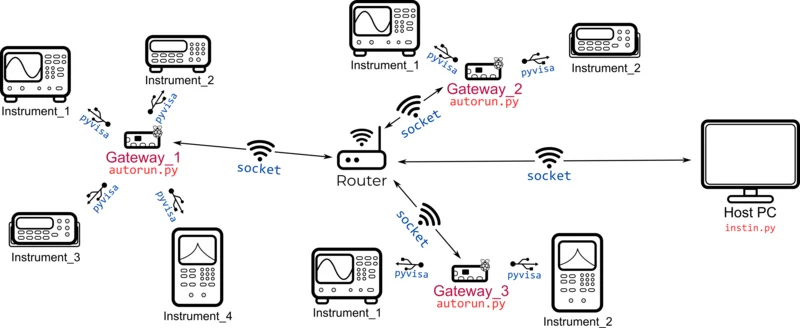 Instrument_1
pyvisa
Instrument_2
pyvisa
Gateway_1
autorun.py
pyvisa
Instrument_3
pyvisa
Instrument_4
socket
Router
Instrument_1
pyvisa
Gateway_2
autorun.py
pyvisa
Instrument_2
socket
socket
Host PC
instin.py
socket
Instrument_1
pyvisa
Gateway_3
autorun.py
pyvisa
Instrument_2